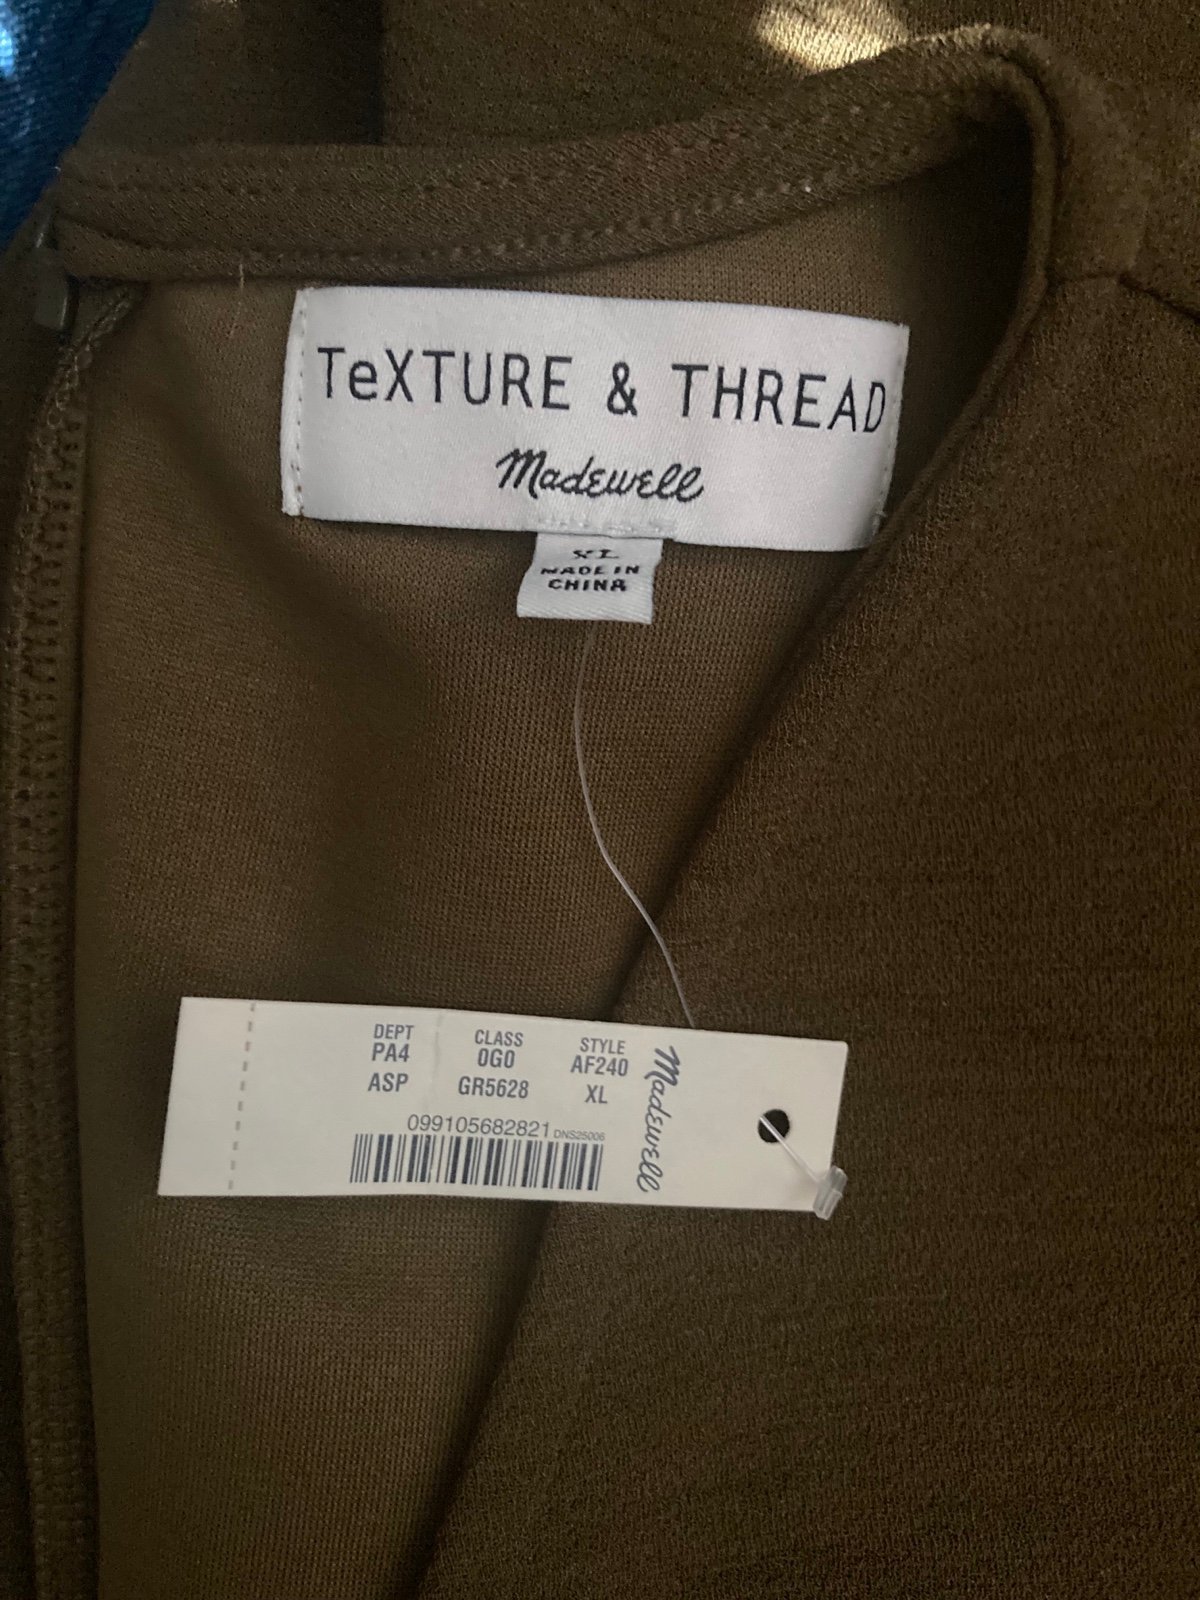 TeXTURE & THREAD
Madewell
XL
MADE IN
CHINA
DEPT CLASS STYLE
PA4 0G0 AF240
ASP GR5628 XL
099105682821 DNS25006
Madewell